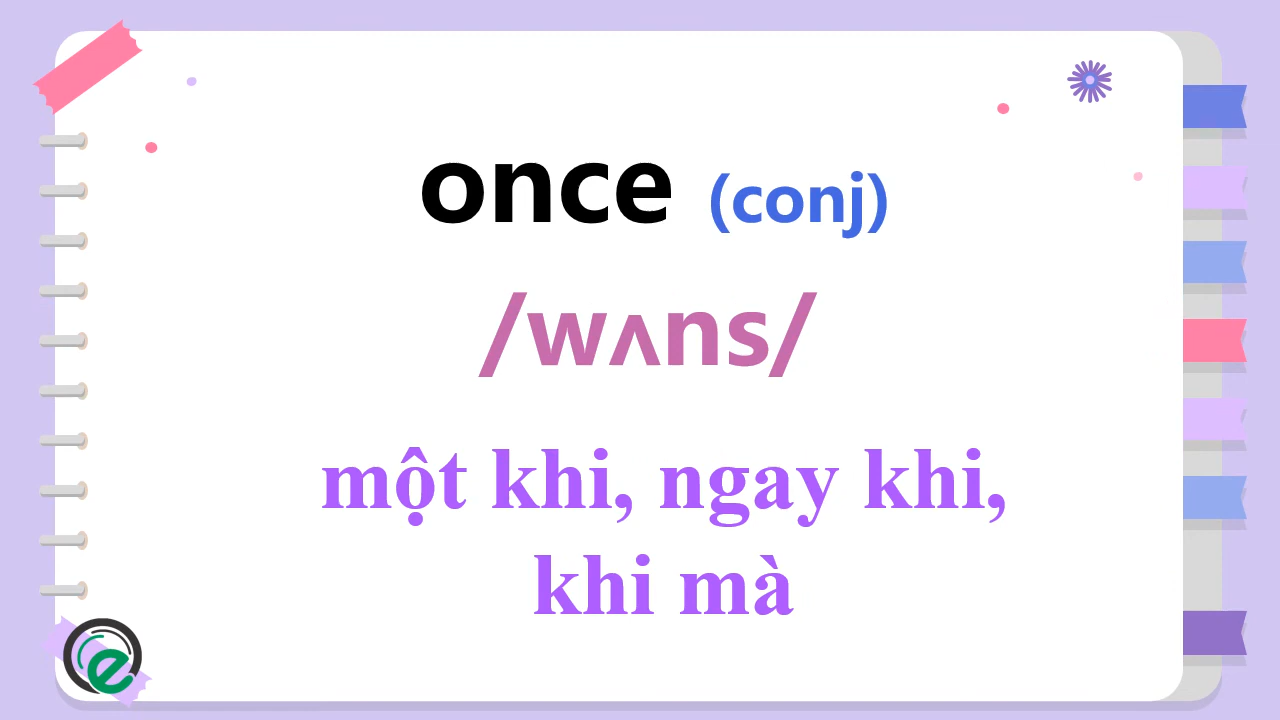 once (conj)
/wʌns/
một khi, ngay khi,
khi mà
e